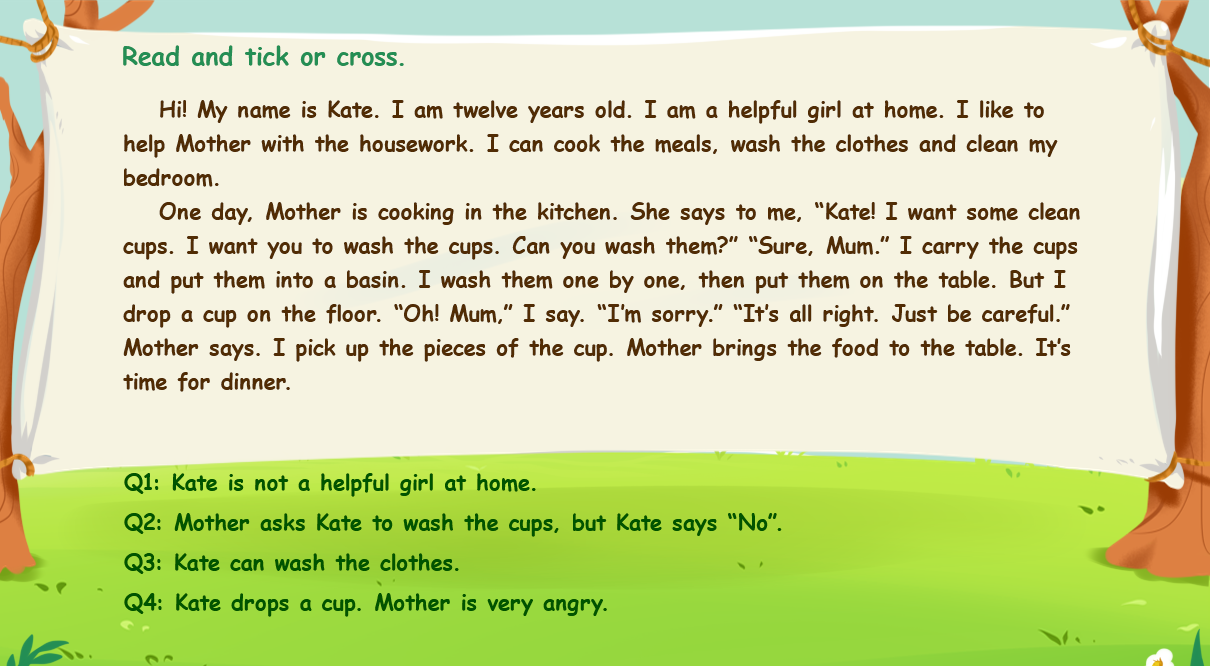 Read and tick or cross.
Hi! My name is Kate. I am twelve years old. I am a helpful girl at home. I like to
help Mother with the housework. I can cook the meals, wash the clothes and clean my
bedroom.
One day, Mother is cooking in the kitchen. She says to me, “Kate! I want some clean
cups. I want you to wash the cups. Can you wash them?” “Sure, Mum.” I carry the cups
and put them into a basin. I wash them one by one, then put them on the table. But I
drop a cup on the floor. “Oh! Mum,” I say. “I’m sorry.” “It’s all right. Just be careful.”
Mother says. I pick up the pieces of the cup. Mother brings the food to the table. It’s
time for dinner.
Q1: Kate is not a helpful girl at home.
Q2: Mother asks Kate to wash the cups, but Kate says “No”.
Q3: Kate can wash the clothes.
Q4: Kate drops a cup. Mother is very angry.